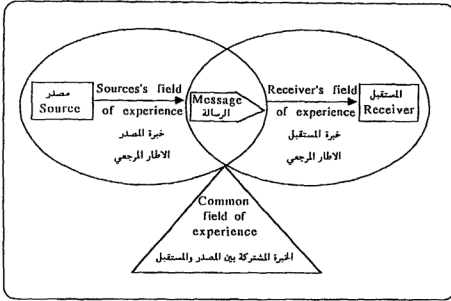 مصدر
Source
Sources's field
of experience
خبرة المصدر
الاطار المرجعي
Message
الرسالة
Receiver's field
of experience
خبرة المستقبل
الاطار المرجعي
المستقبل
Receiver
Common
field of
experience
الخبرة المشتركة بين المصدر والمستقبل